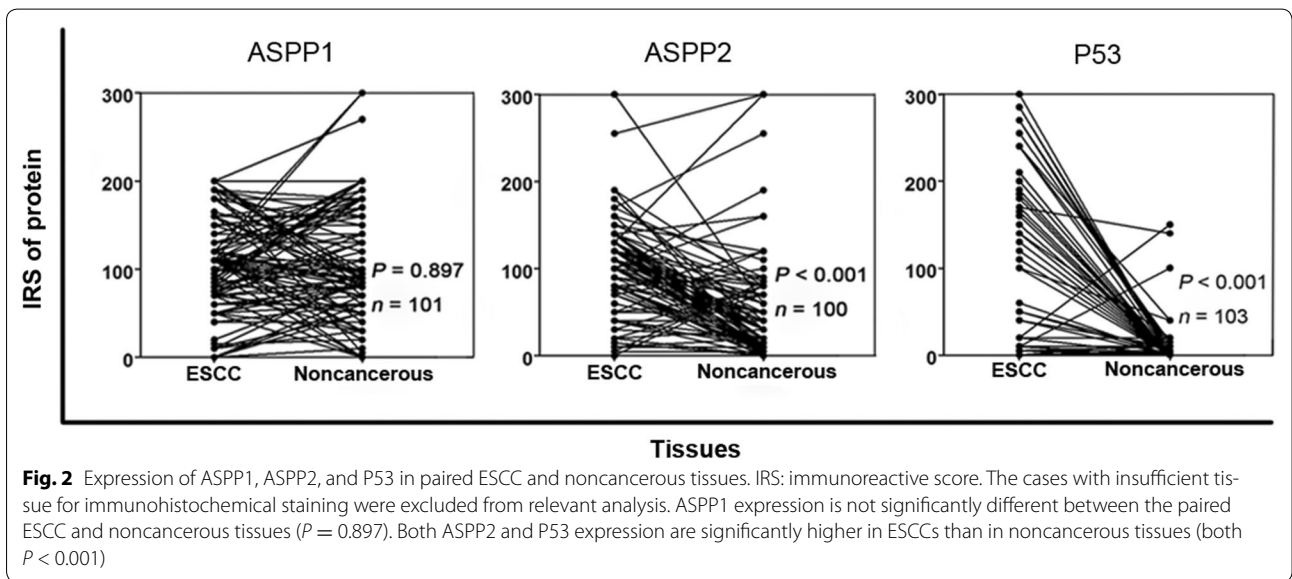 ASPP1 ASPP2 P53
IRS of protein
300
200
100
0
P = 0.897
n = 101
ESCC Noncancerous
300
200
100
0
P < 0.001
n = 100
ESCC Noncancerous
300
200
100
0
P < 0.001
n = 103
ESCC Noncancerous
Tissues
Fig. 2 Expression of ASPP1, ASPP2, and P53 in paired ESCC and noncancerous tissues. IRS: immunoreactive score. The cases with insufficient tis-
sue for immunohistochemical staining were excluded from relevant analysis. ASPP1 expression is not significantly different between the paired
ESCC and noncancerous tissues (P = 0.897). Both ASPP2 and P53 expression are significantly higher in ESCCs than in noncancerous tissues (both
P < 0.001)